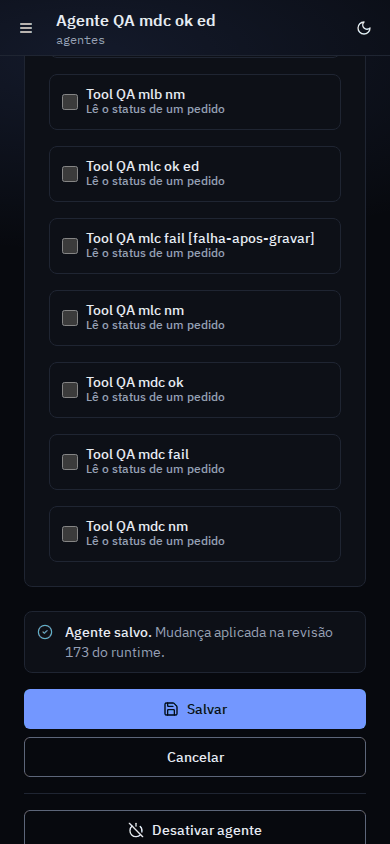 Agente QA mdc ok ed
agentes
Tool QA mlb nm
Lê o status de um pedido
Tool QA mlc ok ed
Lê o status de um pedido
Tool QA mlc fail [falha-apos-gravar]
Lê o status de um pedido
Tool QA mlc nm
Lê o status de um pedido
Tool QA mdc ok
Lê o status de um pedido
Tool QA mdc fail
Lê o status de um pedido
Tool QA mdc nm
Lê o status de um pedido
Agente salvo. Mudança aplicada na revisão
173 do runtime.
Salvar
Cancelar
Desativar agente